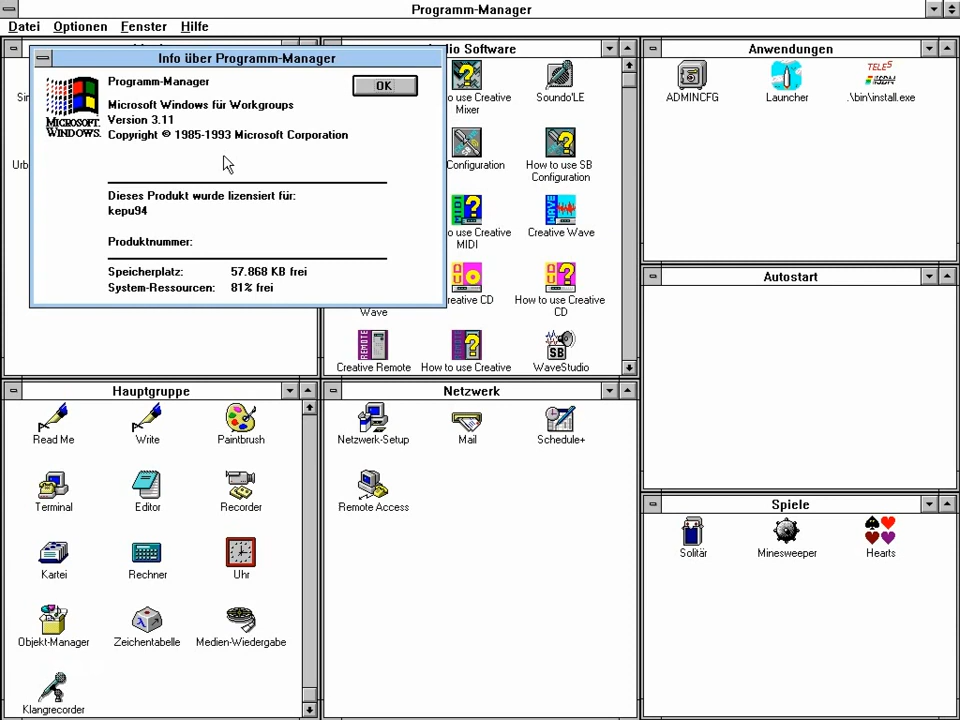 Programm-Manager
Datei Optionen Fenster Hilfe
Info über Programm-Manager
MICROSOFT.
WINDOWS.
Programm-Manager
OK
Microsoft Windows für Workgroups
Version 3.11
Copyright © 1985-1993 Microsoft Corporation
Dieses Produkt wurde lizensiert für:
kepu94
Produktnummer:
Speicherplatz: 57.868 KB frei
System-Ressourcen: 81% frei
Software
to use Creative
Mixer
Soundo'LE
Configuration
How to use SB
Configuration
to use Creative
MIDI
Creative Wave
CD
Wave
How to use Creative
CD
Creative Remote
How to use Creative
WaveStudio
Anwendungen
ADMINCFG
Launcher
.\bin\install.exe
TELE5
ISDN
Autostart
Hauptgruppe
Read Me
Write
Paintbrush
Terminal
Editor
Recorder
Kartei
Rechner
Uhr
Objekt-Manager
Zeichentabelle
Medien-Wiedergabe
Klangrecorder
Netzwerk
Netzwerk-Setup
Mail
Schedule+
Remote Access
Spiele
Solitär
Minesweeper
Hearts